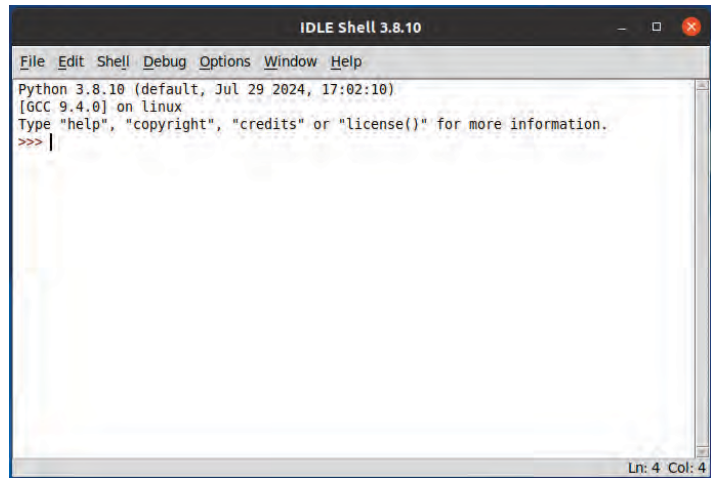 IDLE Shell 3.8.10
File Edit Shell Debug Options Window Help
Python 3.8.10 (default, Jul 29 2024, 17:02:10)
[GCC 9.4.0] on linux
Type "help", "copyright", "credits" or "license()" for more information.
>>>
Ln: 4 Col: 4